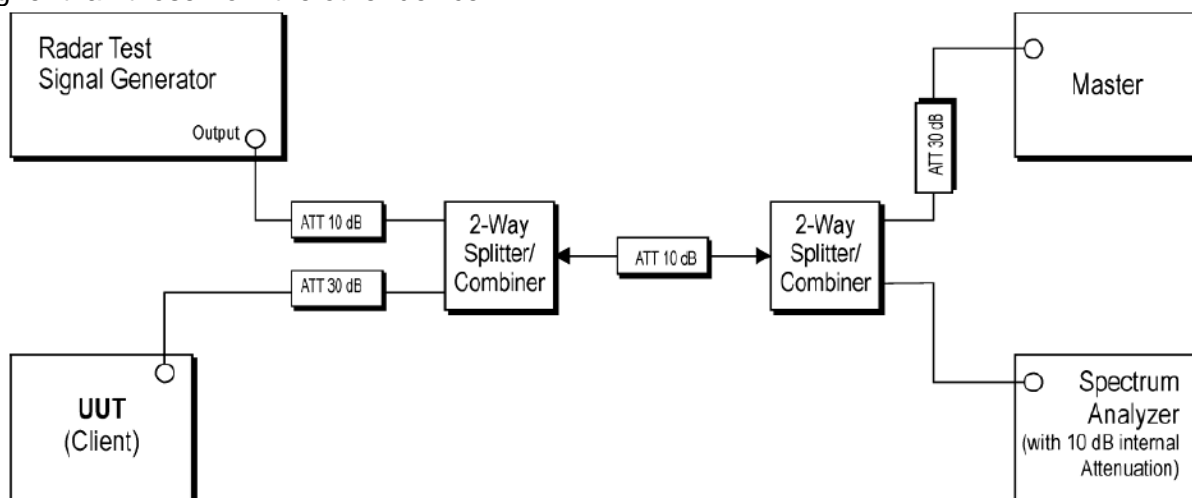 Radar Test
Signal Generator
Output
ATT 10 dB
ATT 30 dB
2-Way
Splitter/
Combiner
ATT 10 dB
2-Way
Splitter/
Combiner
ATT 30 dB
Master
UUT
(Client)
Spectrum
Analyzer
(with 10 dB internal
Attenuation)